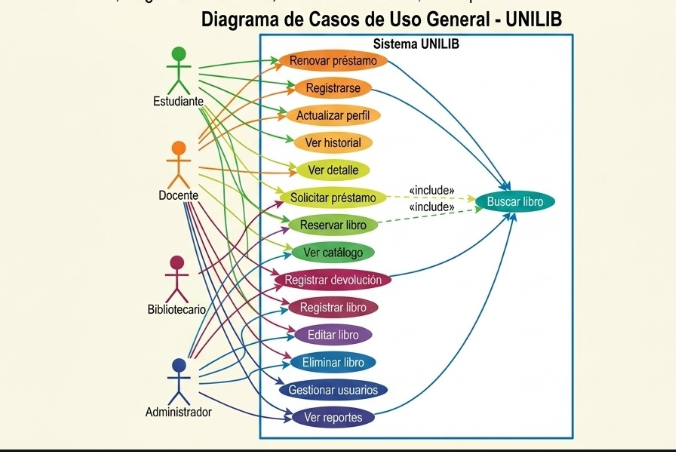 Diagrama de Casos de Uso General - UNILIB
Sistema UNILIB
Renovar préstamo
Registrarse
Estudiante
Actualizar perfil
Ver historial
Ver detalle
Docente
Solicitar préstamo
«include»
«include»
Buscar libro
Reservar libro
Ver catálogo
Registrar devolución
Bibliotecario
Registrar libro
Editar libro
Eliminar libro
Gestionar usuarios
Administrador
Ver reportes